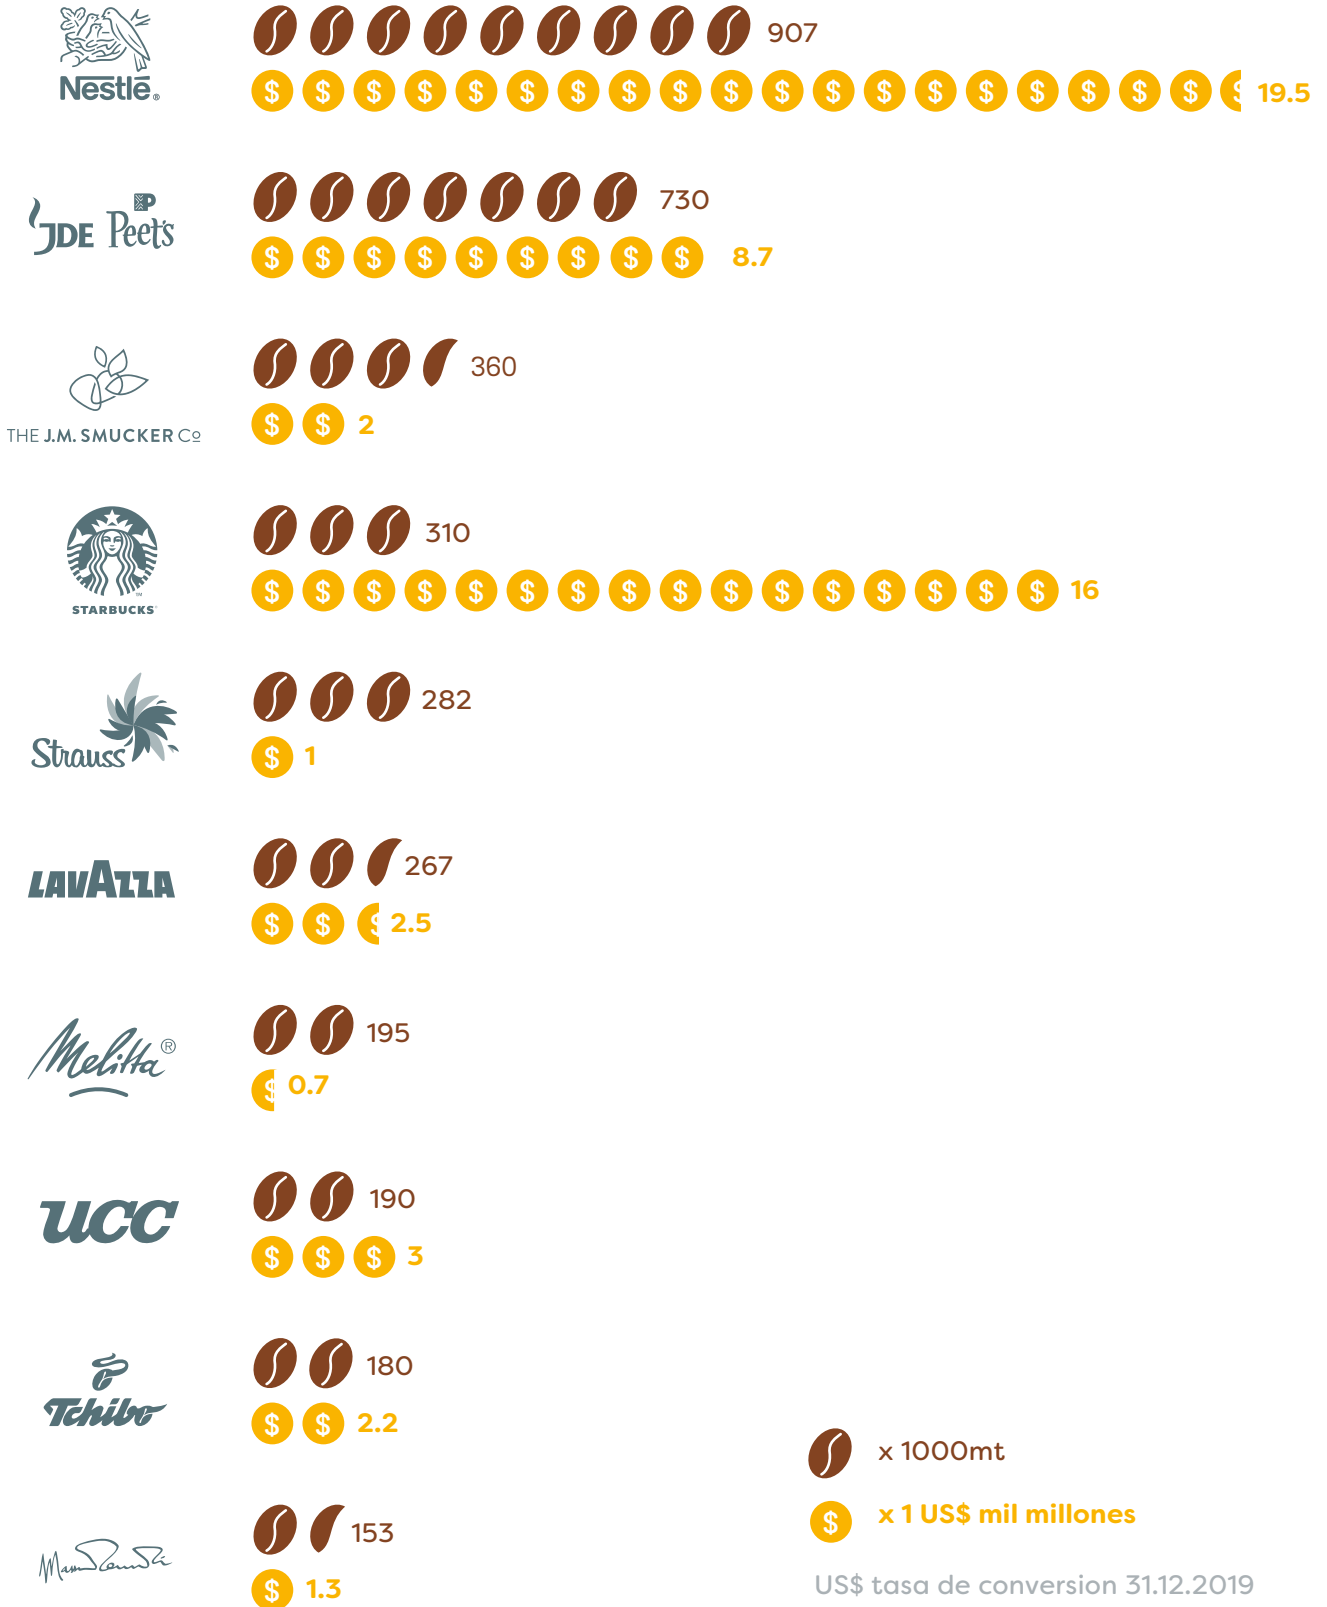 Nestlé®
907
19.5
JDE Peet's
P
730
8.7
THE J.M. SMUCKER Co
360
2
STARBUCKS
310
16
Strauss
282
1
LAVAZZA
267
2.5
Melitta®
195
0.7
UCC
190
3
Tchibo
180
2.2
153
1.3
x 1000mt
x 1 US$ mil millones
US$ tasa de conversion 31.12.2019